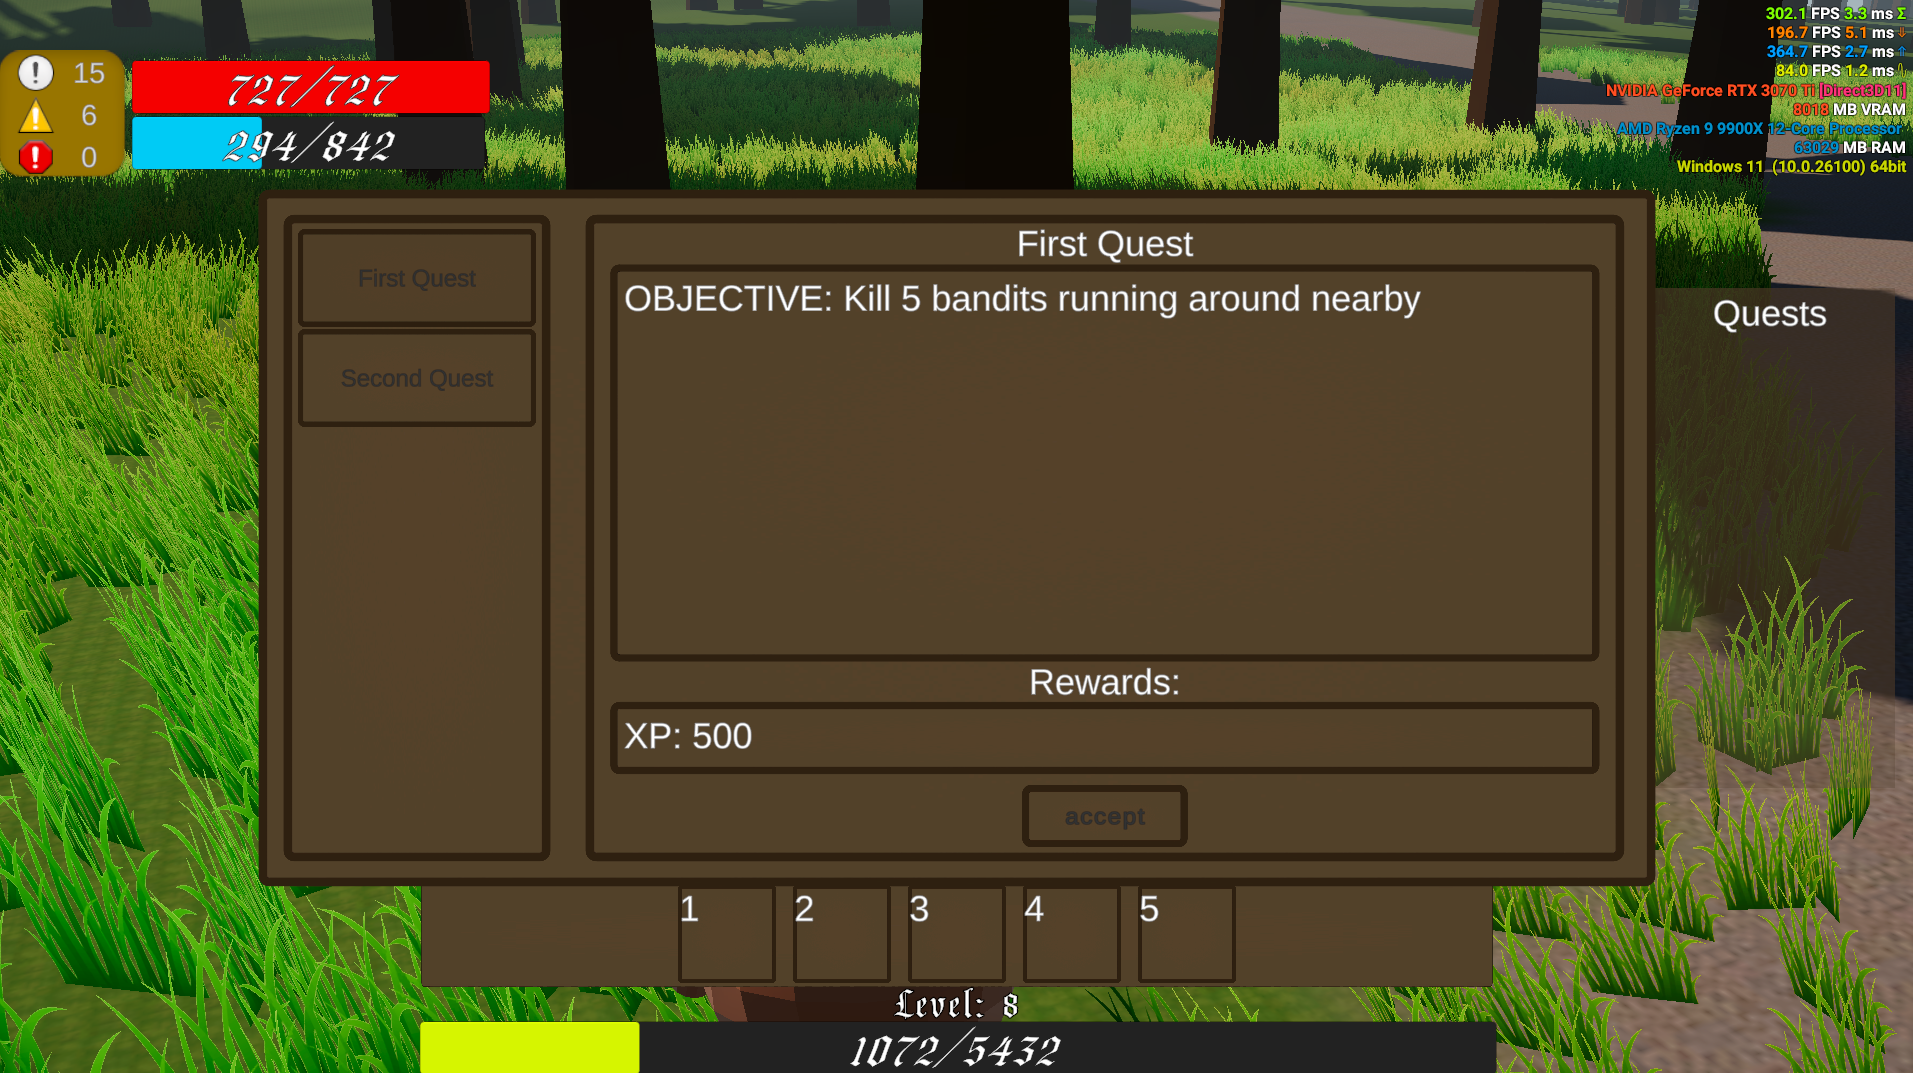 302.1 FPS 3.3 ms Σ
196.7 FPS 5.1 ms
364.7 FPS 2.7 ms
84.0 FPS 1.2 ms
NVIDIA GeForce RTX 3070 Ti [Direct3D11]
8018 MB VRAM
AMD Ryzen 9 9900X 12-Core Processor
63029 MB RAM
Windows 11 (10.0.26100) 64bit
15
6
0
727/727
294/842
First Quest
Second Quest
First Quest
OBJECTIVE: Kill 5 bandits running around nearby
Rewards:
XP: 500
accept
Quests
1 2 3 4 5
Level: 8
1072/5432